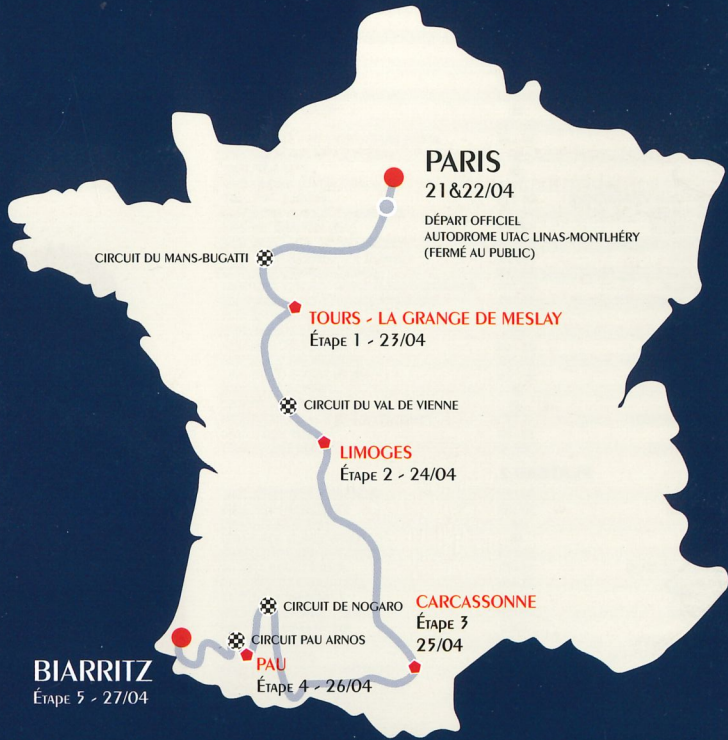 PARIS
21&22/04
DÉPART OFFICIEL
AUTODROME UTAC LINAS-MONTLHÉRY
(FERMÉ AU PUBLIC)
CIRCUIT DU MANS-BUGATTI
TOURS - LA GRANGE DE MESLAY
Étape 1 - 23/04
CIRCUIT DU VAL DE VIENNE
LIMOGES
Étape 2 - 24/04
CARCASSONNE
Étape 3
25/04
CIRCUIT DE NOGARO
CIRCUIT PAU ARNOS
PAU
Étape 4 - 26/04
BIARRITZ
Étape 5 - 27/04